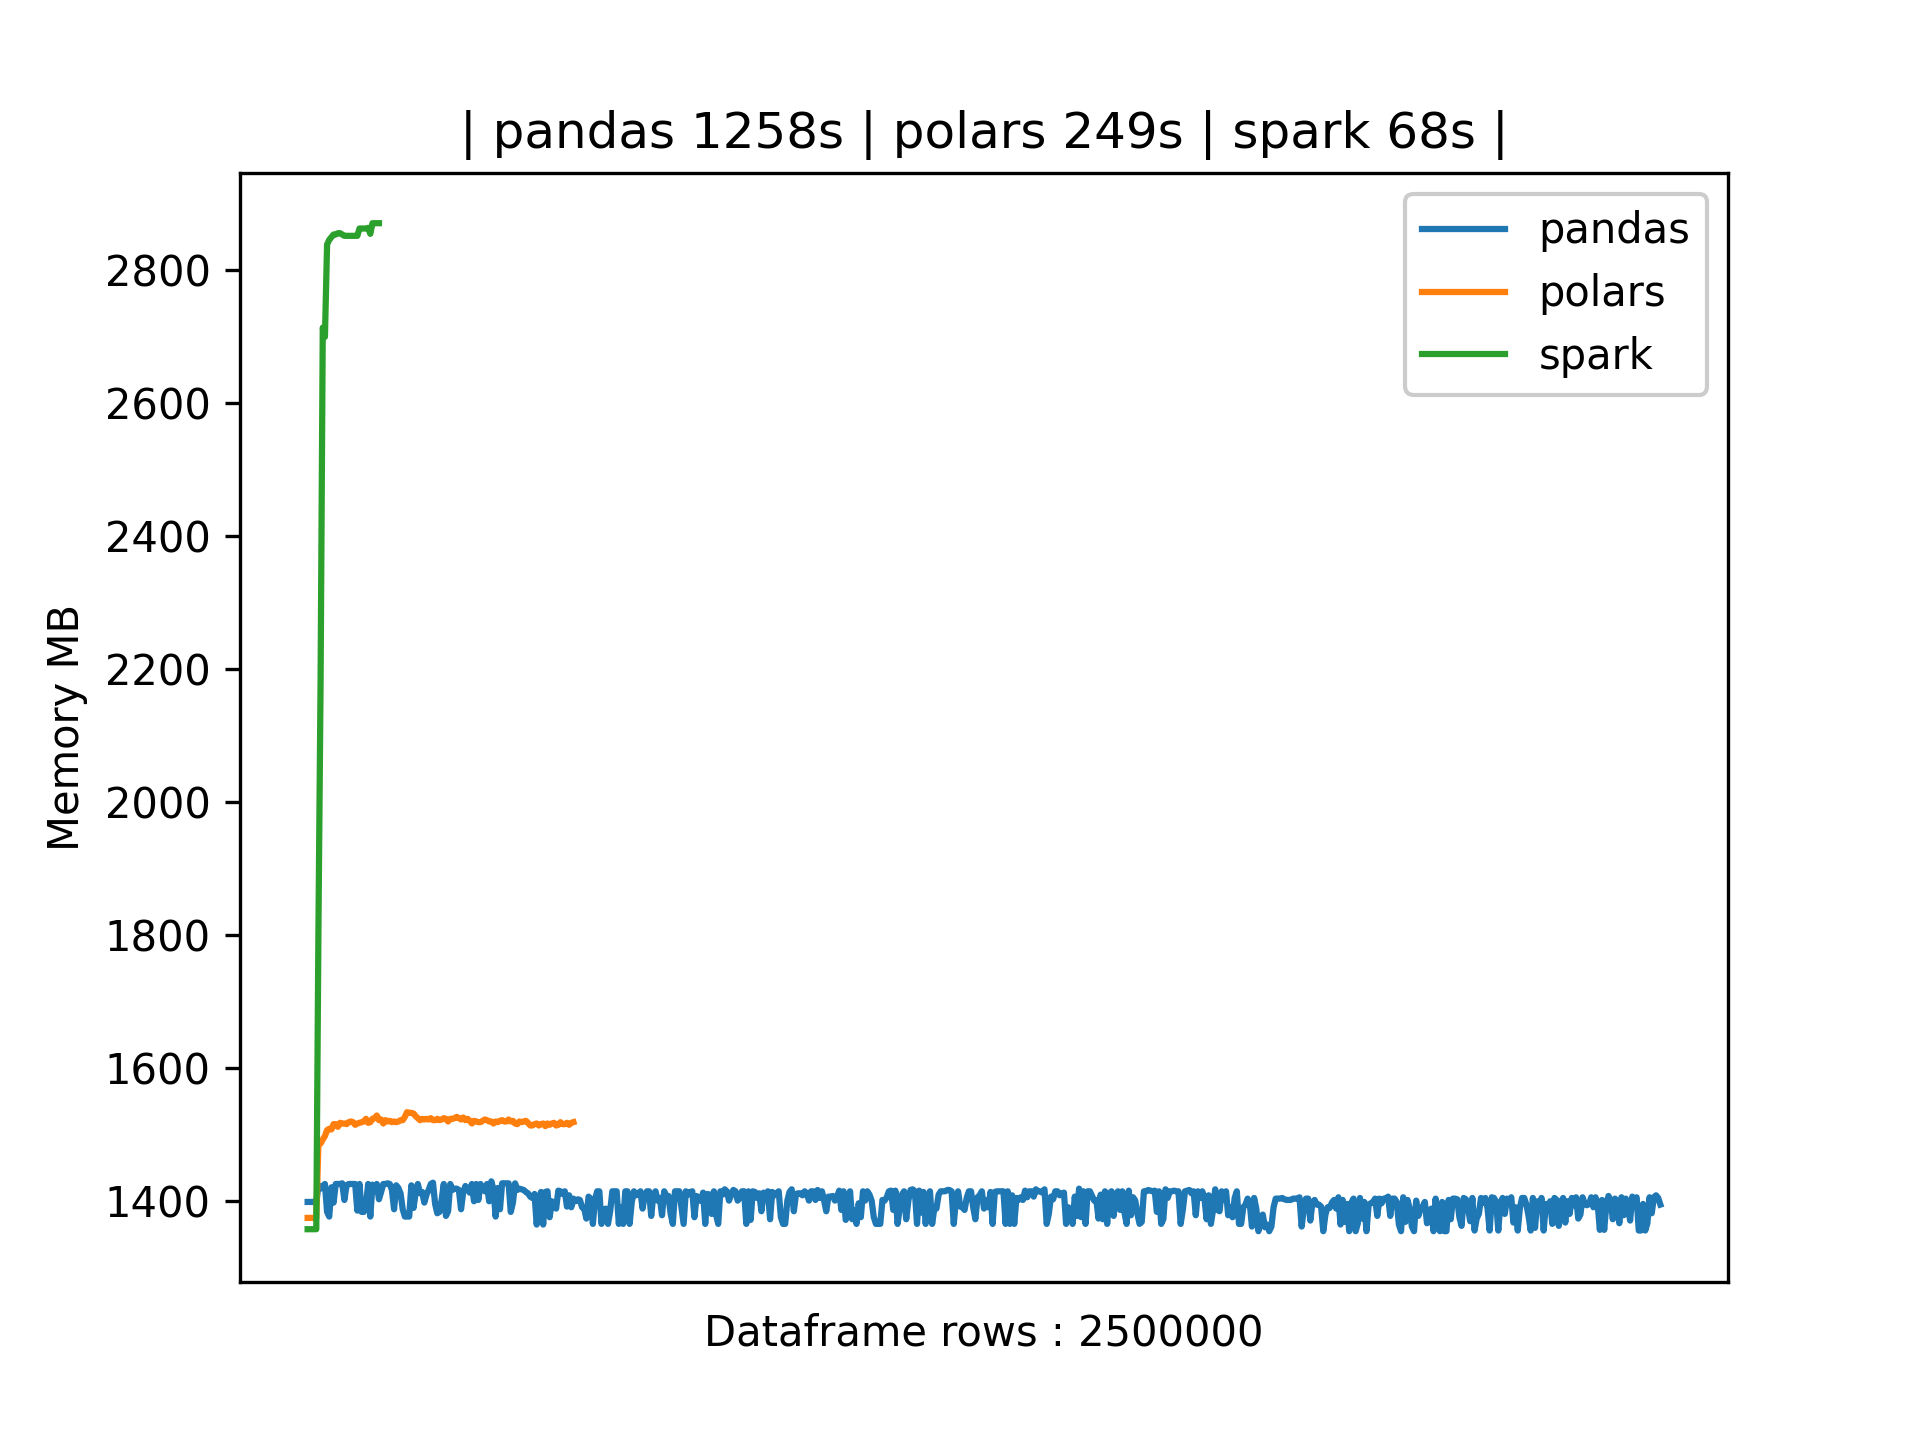 | pandas 1258s | polars 249s | spark 68s |
pandas
polars
spark
2800
2600
2400
2200
2000
1800
1600
1400
Memory MB
Dataframe rows : 2500000